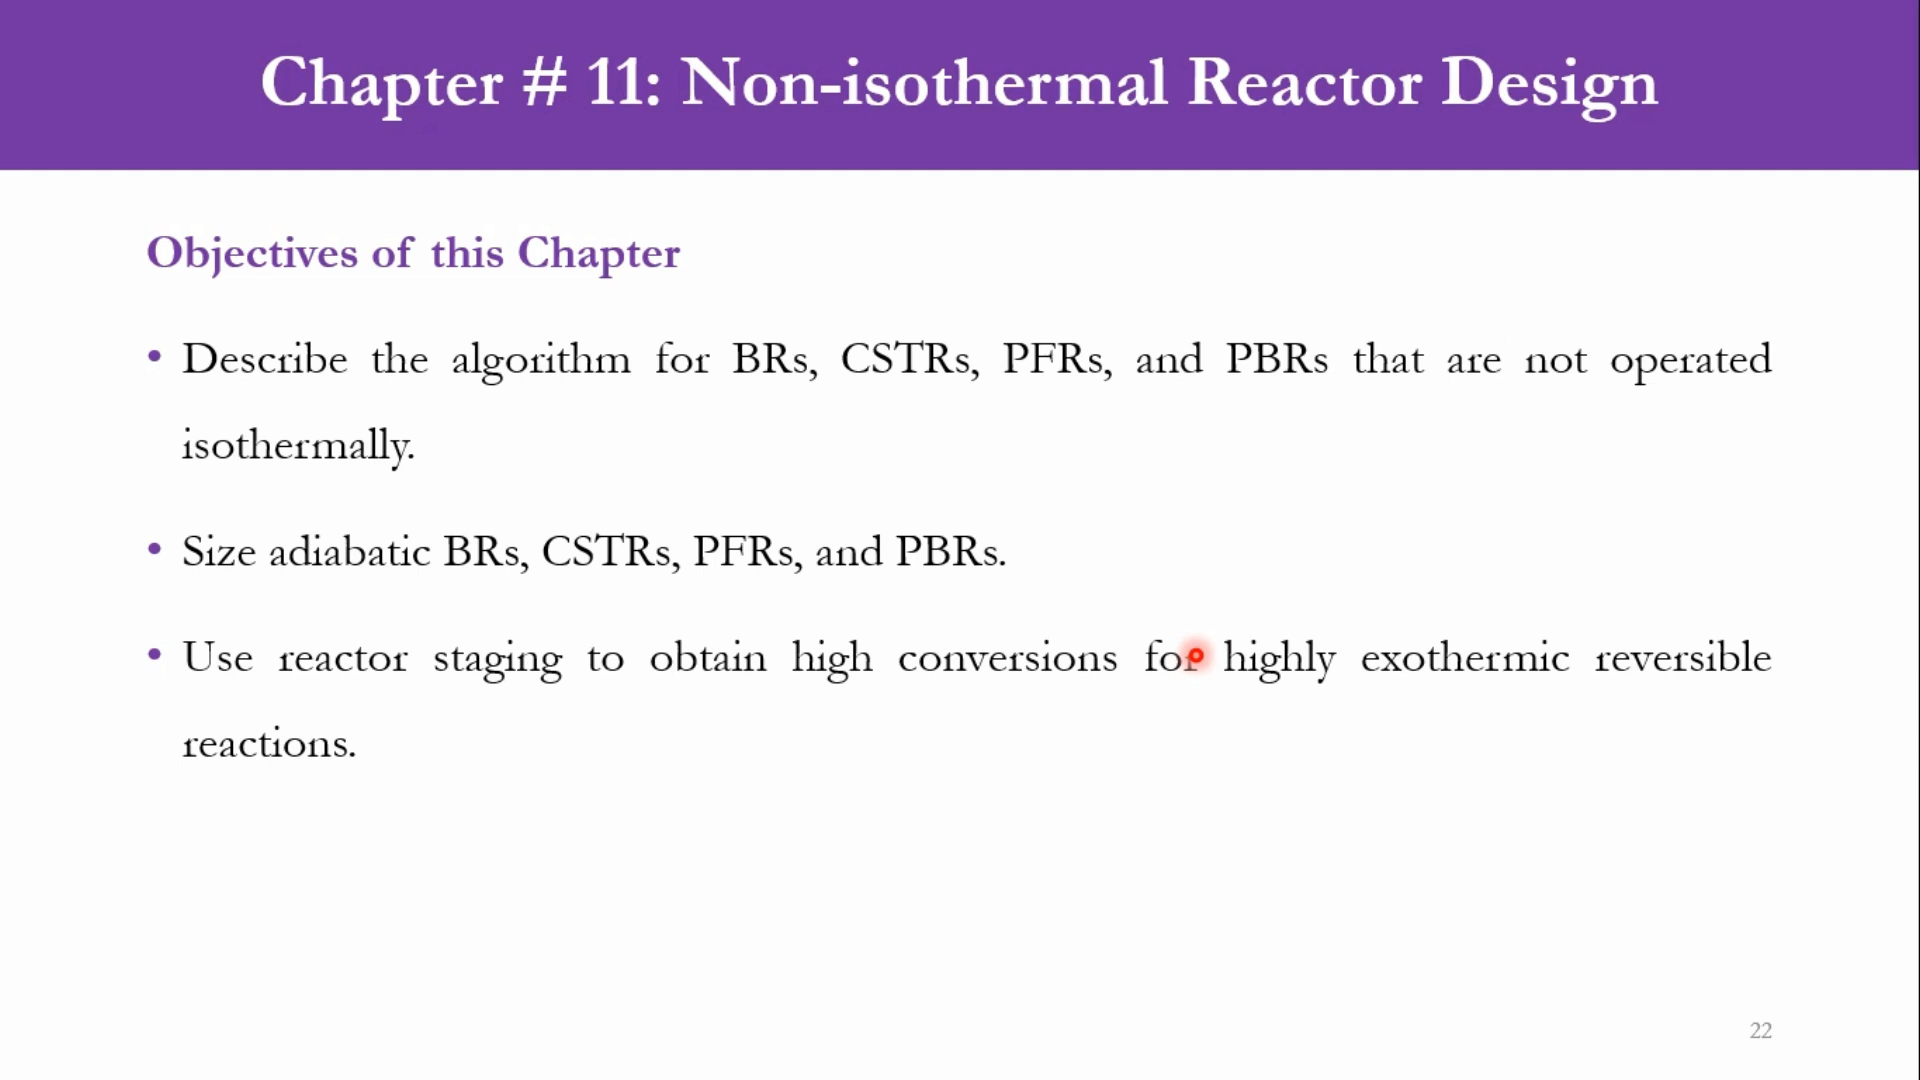 Chapter # 11: Non-isothermal Reactor Design
Objectives of this Chapter
• Describe the algorithm for BRs, CSTRs, PFRs, and PBRs that are not operated
isothermally.
• Size adiabatic BRs, CSTRs, PFRs, and PBRs.
• Use reactor staging to obtain high conversions for highly exothermic reversible
reactions.
22